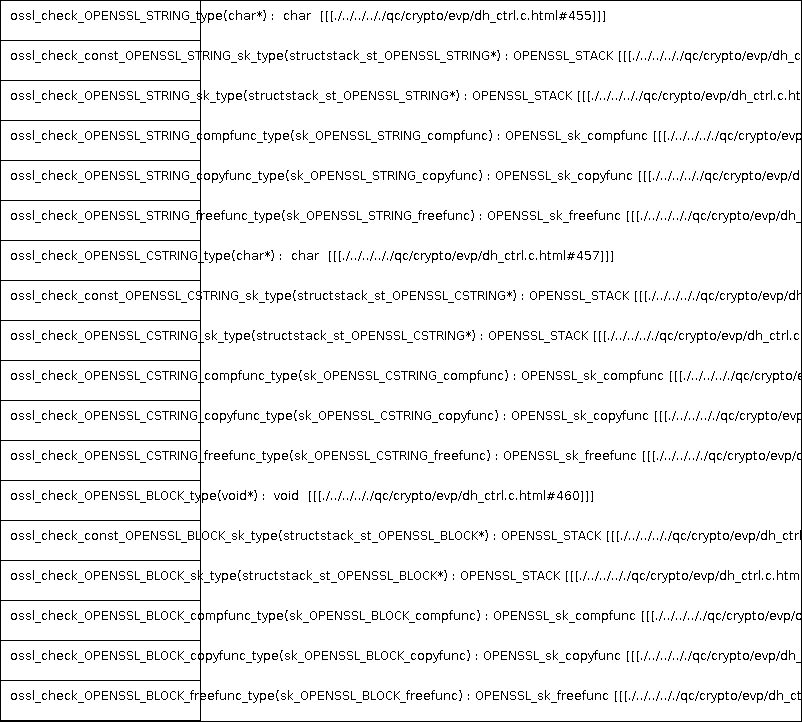 ossl_check_OPENSSL_STRING_type(char*) : char [[[./../../../qc/crypto/evp/dh_ctrl.c.html#455]]]
ossl_check_const_OPENSSL_STRING_sk_type(structstack_st_OPENSSL_STRING*) : OPENSSL_STACK [[[./../../../qc/crypto/evp/dh_c
ossl_check_OPENSSL_STRING_sk_type(structstack_st_OPENSSL_STRING*) : OPENSSL_STACK [[[./../../../qc/crypto/evp/dh_ctrl.c.ht
ossl_check_OPENSSL_STRING_compfunc_type(sk_OPENSSL_STRING_compfunc) : OPENSSL_sk_compfunc [[[./../../../qc/crypto/evp
ossl_check_OPENSSL_STRING_copyfunc_type(sk_OPENSSL_STRING_copyfunc) : OPENSSL_sk_copyfunc [[[./../../../qc/crypto/evp/d
ossl_check_OPENSSL_STRING_freefunc_type(sk_OPENSSL_STRING_freefunc) : OPENSSL_sk_freefunc [[[./../../../qc/crypto/evp/dh_
ossl_check_OPENSSL_CSTRING_type(char*) : char [[[./../../../qc/crypto/evp/dh_ctrl.c.html#457]]]
ossl_check_const_OPENSSL_CSTRING_sk_type(structstack_st_OPENSSL_CSTRING*) : OPENSSL_STACK [[[./../../../qc/crypto/evp/dh
ossl_check_OPENSSL_CSTRING_sk_type(structstack_st_OPENSSL_CSTRING*) : OPENSSL_STACK [[[./../../../qc/crypto/evp/dh_ctrl.c
ossl_check_OPENSSL_CSTRING_compfunc_type(sk_OPENSSL_CSTRING_compfunc) : OPENSSL_sk_compfunc [[[./../../../qc/crypto/e
ossl_check_OPENSSL_CSTRING_copyfunc_type(sk_OPENSSL_CSTRING_copyfunc) : OPENSSL_sk_copyfunc [[[./../../../qc/crypto/evp
ossl_check_OPENSSL_CSTRING_freefunc_type(sk_OPENSSL_CSTRING_freefunc) : OPENSSL_sk_freefunc [[[./../../../qc/crypto/evp/d
ossl_check_OPENSSL_BLOCK_type(void*) : void [[[./../../../qc/crypto/evp/dh_ctrl.c.html#460]]]
ossl_check_const_OPENSSL_BLOCK_sk_type(structstack_st_OPENSSL_BLOCK*) : OPENSSL_STACK [[[./../../../qc/crypto/evp/dh_ctrl
ossl_check_OPENSSL_BLOCK_sk_type(structstack_st_OPENSSL_BLOCK*) : OPENSSL_STACK [[[./../../../qc/crypto/evp/dh_ctrl.c.htm
ossl_check_OPENSSL_BLOCK_compfunc_type(sk_OPENSSL_BLOCK_compfunc) : OPENSSL_sk_compfunc [[[./../../../qc/crypto/evp/d
ossl_check_OPENSSL_BLOCK_copyfunc_type(sk_OPENSSL_BLOCK_copyfunc) : OPENSSL_sk_copyfunc [[[./../../../qc/crypto/evp/dh_
ossl_check_OPENSSL_BLOCK_freefunc_type(sk_OPENSSL_BLOCK_freefunc) : OPENSSL_sk_freefunc [[[./../../../qc/crypto/evp/dh_ct